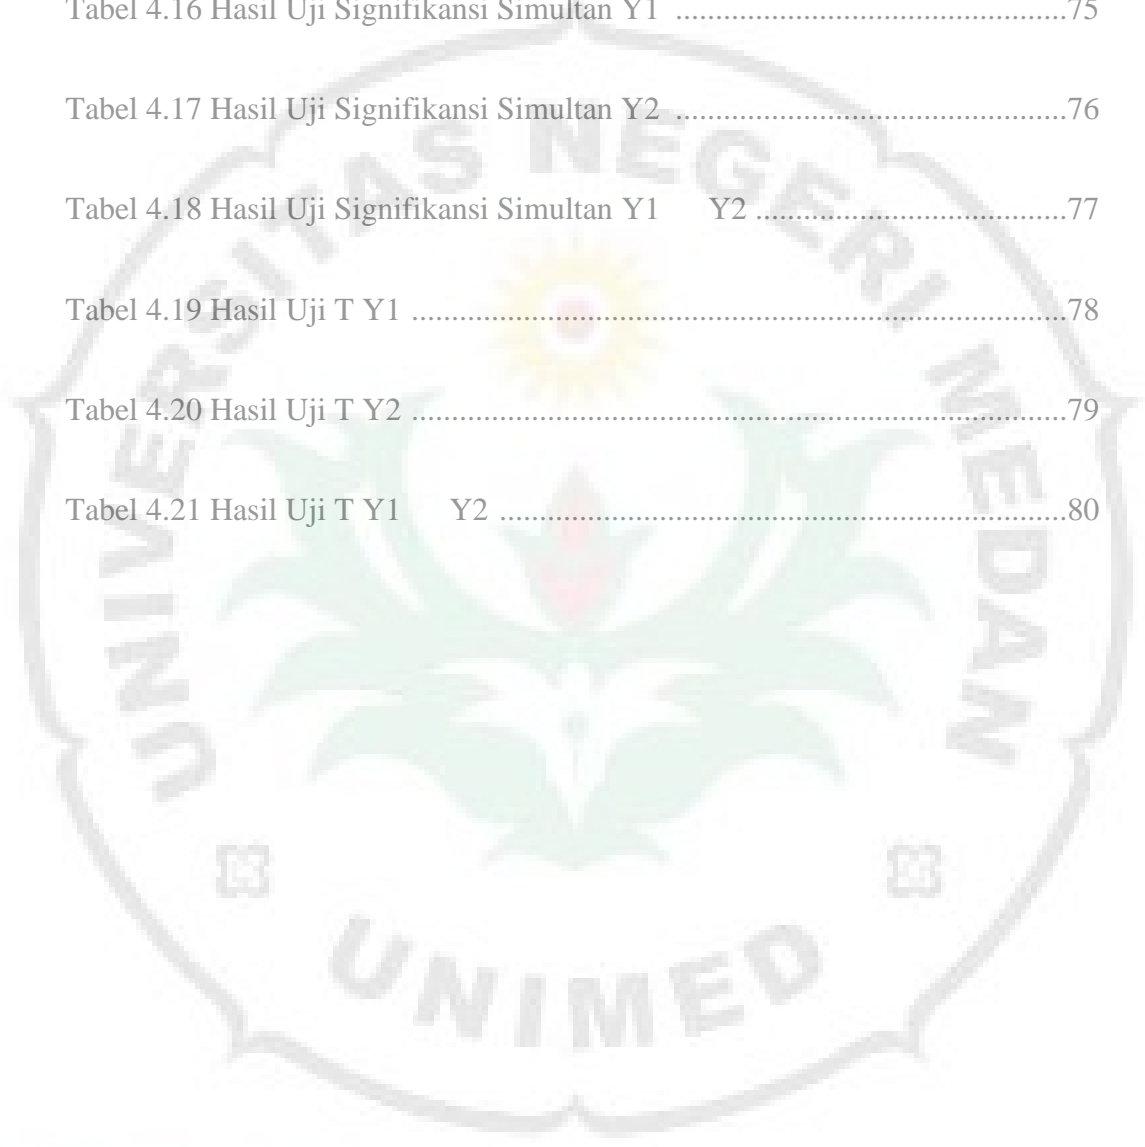 Tabel 4.16 Hasil Uji Signifikansi Simultan Y1 ..........................................75
Tabel 4.17 Hasil Uji Signifikansi Simultan Y2 ..........................................76
Tabel 4.18 Hasil Uji Signifikansi Simultan Y1 Y2 ..................................77
Tabel 4.19 Hasil Uji T Y1 ......................................................................78
Tabel 4.20 Hasil Uji T Y2 ......................................................................79
Tabel 4.21 Hasil Uji T Y1 Y2 .............................................................80
UNIVERSITAS NEGERI MEDAN
UNIMED